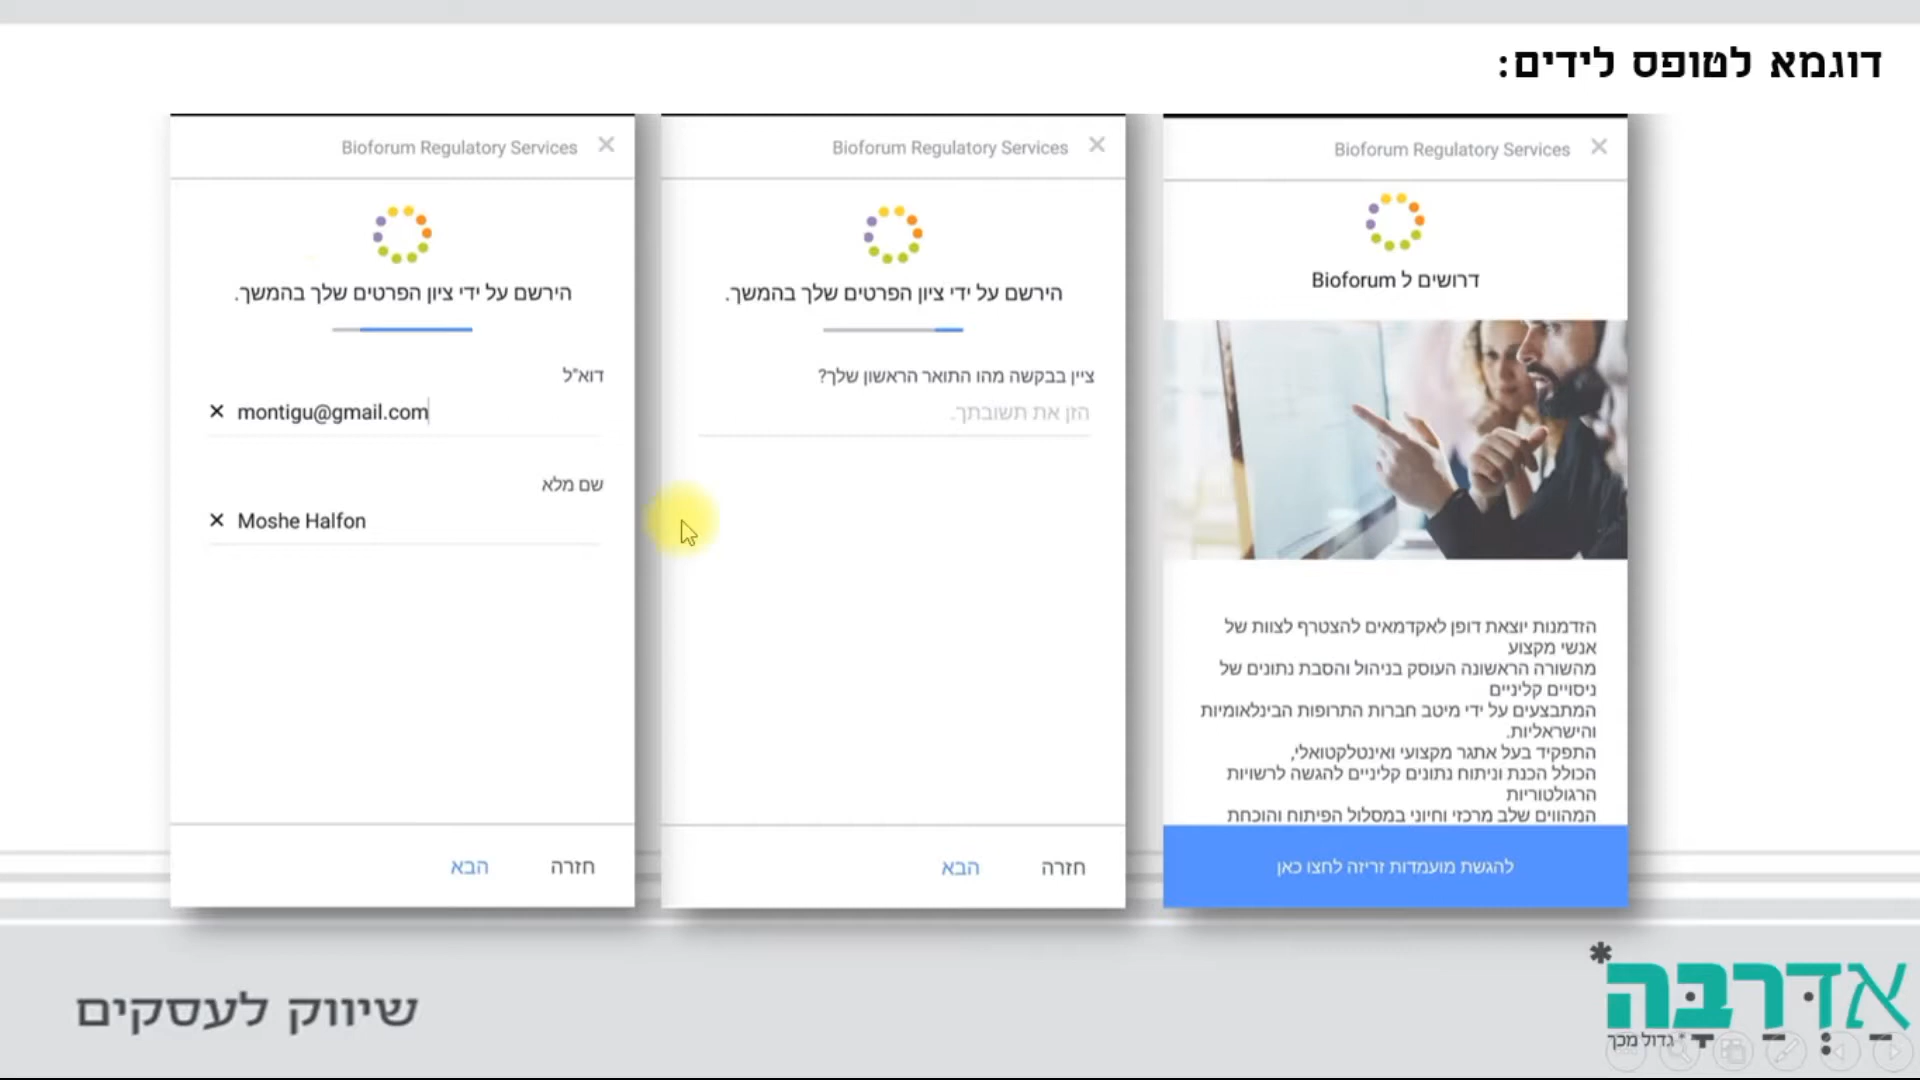 דוגמא לטופס לידים:
Bioforum Regulatory Services
דרושים ל Bioforum
הזדמנות יוצאת דופן לאקדמאים להצטרף לצוות של
אנשי מקצוע
מהשורה הראשונה העוסק בניהול והסבת נתונים של
ניסויים קליניים
המתבצעים על ידי מיטב חברות התרופות הבינלאומיות
והישראליות.
התפקיד בעל אתגר מקצועי ואינטלקטואלי,
הכולל הכנת וניתוח נתונים קליניים להגשה לרשויות
הרגולטוריות
המהווים שלב מרכזי וחיוני במסלול הפיתוח והוכחת
להגשת מועמדות זריזה לחצו כאן
Bioforum Regulatory Services
הירשם על ידי ציון הפרטים שלך בהמשך.
ציין בבקשה מהו התואר הראשון שלך?
הזן את תשובתך.
חזרה
הבא
Bioforum Regulatory Services
הירשם על ידי ציון הפרטים שלך בהמשך.
דוא"ל
montigu@gmail.com
שם מלא
Moshe Halfon
חזרה
הבא
אַדְּרַבָּה*
גדול מכך
שיווק לעסקים